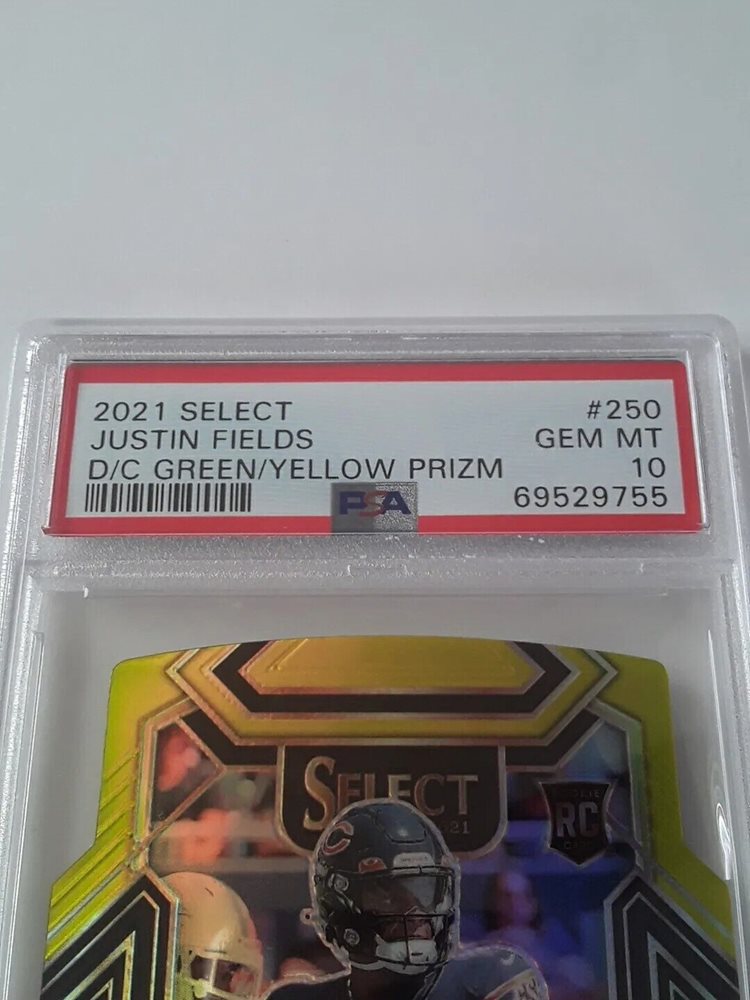 2021 SELECT #250
JUSTIN FIELDS GEM MT
D/C GREEN/YELLOW PRIZM 10
69529755
PSA
SELECT
RC